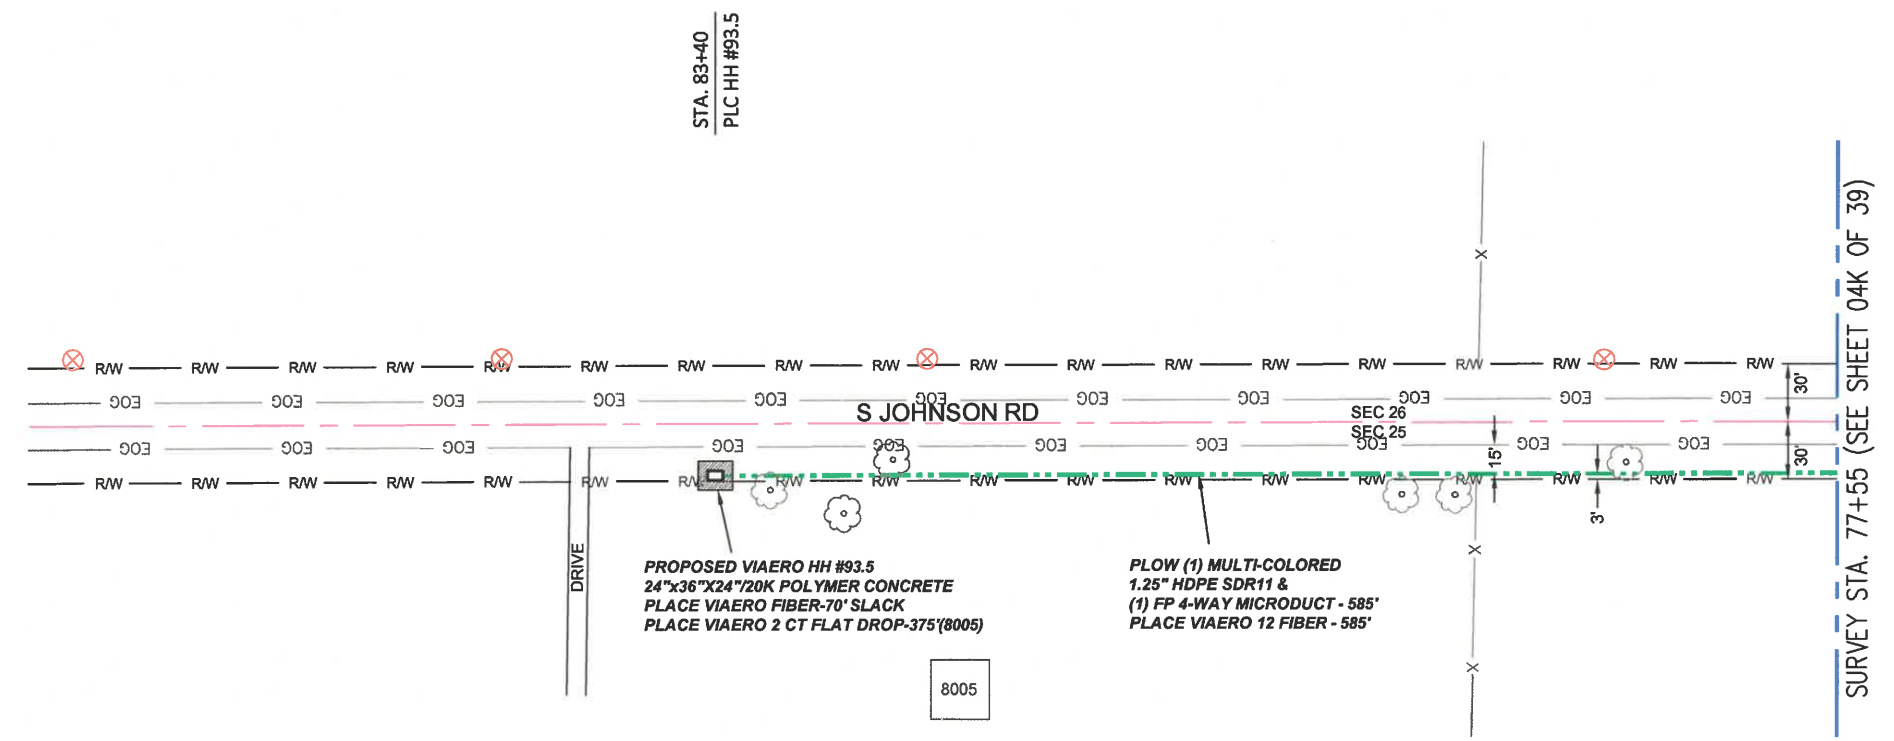 STA. 83+40
PLC HH #93.5
R/W R/W R/W R/W R/W R/W R/W R/W R/W R/W R/W R/W R/W R/W R/W R/W R/W R/W
30'
EOG EOG EOG EOG EOG EOG EOG EOG EOG EOG EOG
S JOHNSON RD
SEC 26
SEC 25
EOG EOG EOG EOG EOG EOG EOG EOG EOG EOG
15'
30'
R/W R/W R/W R/W R/W R/W R/W R/W R/W R/W R/W R/W R/W R/W R/W R/W R/W R/W
3'
X
X
X
DRIVE
PROPOSED VIAERO HH #93.5
24"x36"X24"/20K POLYMER CONCRETE
PLACE VIAERO FIBER-70' SLACK
PLACE VIAERO 2 CT FLAT DROP-375'(8005)
PLOW (1) MULTI-COLORED
1.25" HDPE SDR11 &
(1) FP 4-WAY MICRODUCT - 585'
PLACE VIAERO 12 FIBER - 585'
8005
SURVEY STA. 77+55 (SEE SHEET 04K OF 39)